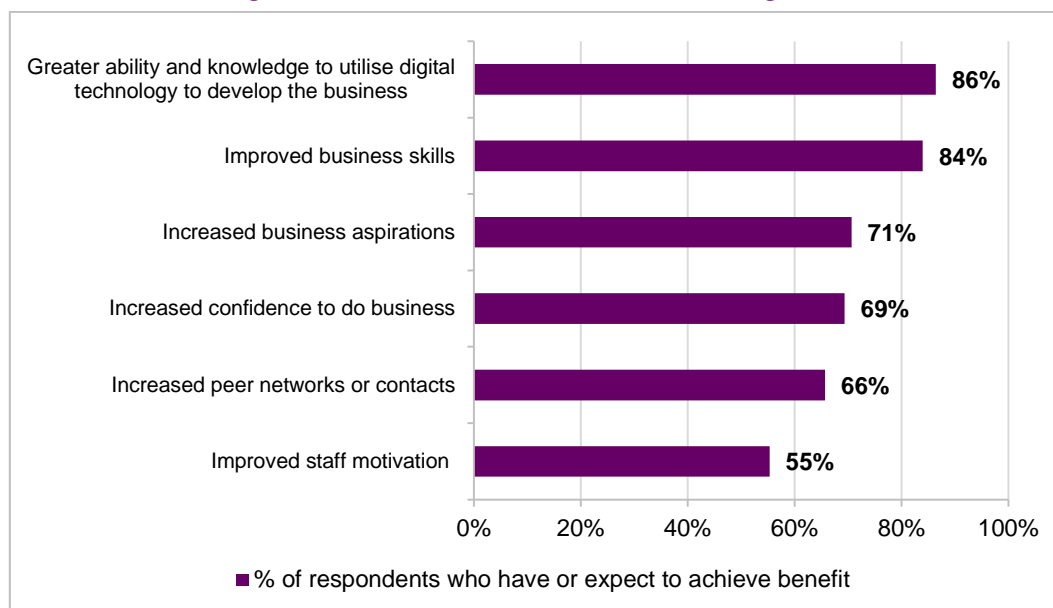 Greater ability and knowledge to utilise digital
technology to develop the business
86%
Improved business skills
84%
Increased business aspirations
71%
Increased confidence to do business
69%
Increased peer networks or contacts
66%
Improved staff motivation
55%
0% 20% 40% 60% 80% 100%
% of respondents who have or expect to achieve benefit